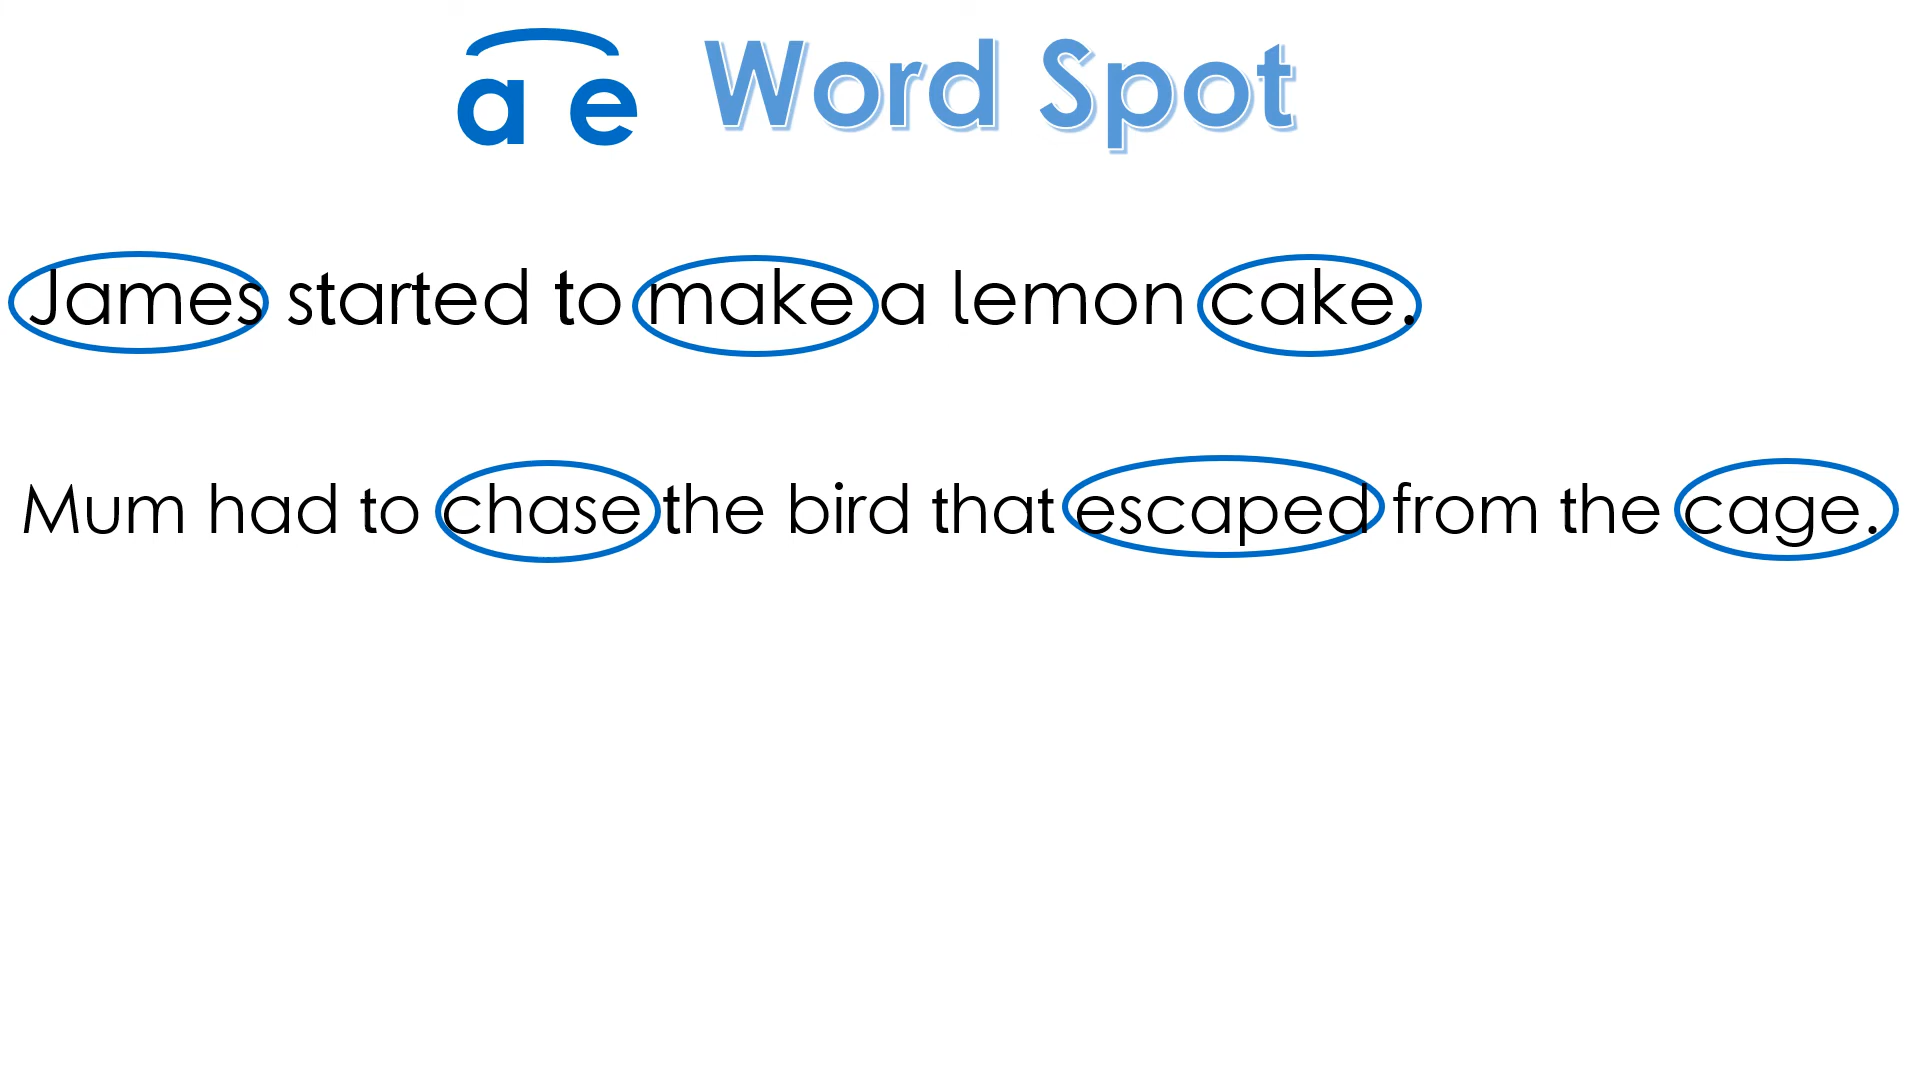 a e Word Spot
James started to make a lemon cake.
Mum had to chase the bird that escaped from the cage.